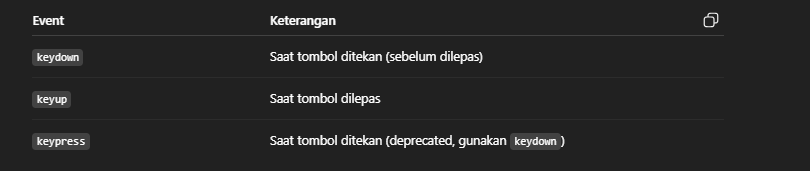 Event Keterangan
keydown Saat tombol ditekan (sebelum dilepas)
keyup Saat tombol dilepas
keypress Saat tombol ditekan (deprecated, gunakan keydown)